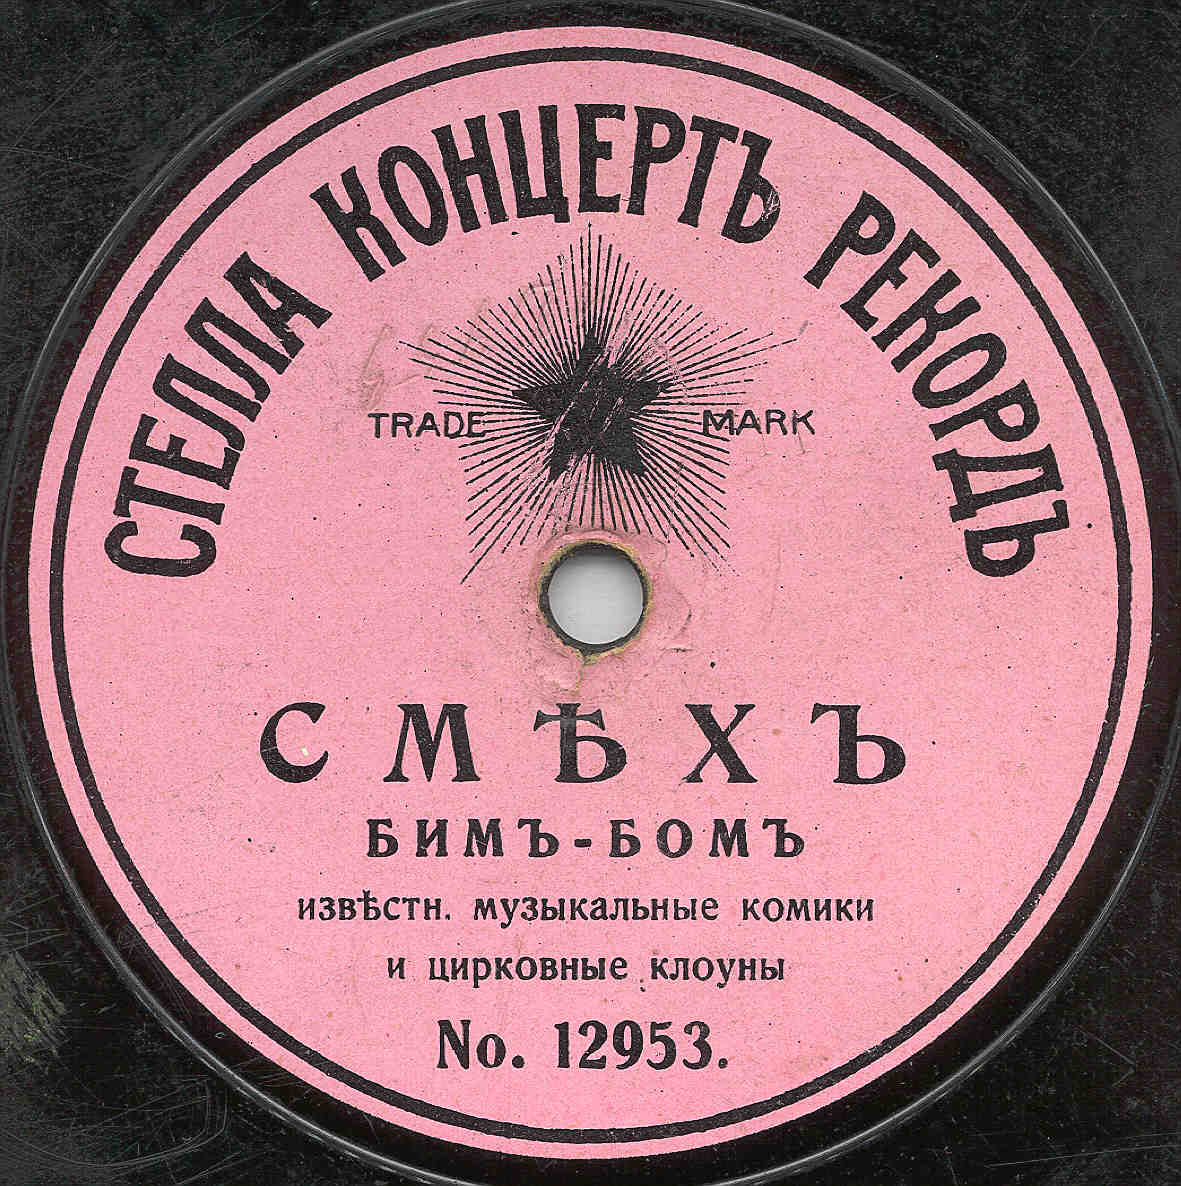 СТЕЛЛА КОНЦЕРТЪ РЕКОРДЪ
TRADE MARK
СМѢХЪ
БИМЪ-БОМЪ
извѣстн. музыкальные комики
и цирковные клоуны
No. 12953.